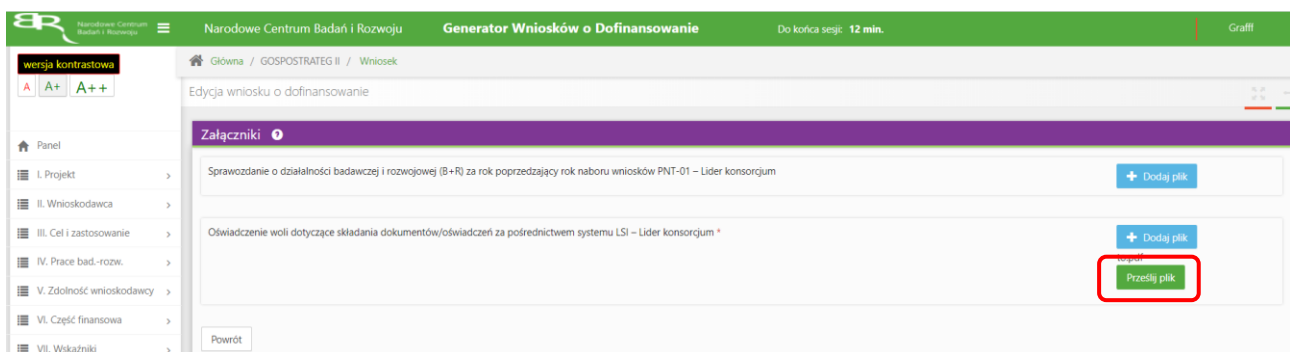 Narodowe Centrum
Badań i Rozwoju
Narodowe Centrum Badań i Rozwoju Generator Wniosków o Dofinansowanie Do końca sesji: 12 min. Grafff
wersja kontrastowa
A A+ A++
Główna / GOSPOSTRATEG II / Wniosek
Edycja wniosku o dofinansowanie
Załączniki
Panel
I. Projekt
II. Wnioskodawca
III. Cel i zastosowanie
IV. Prace bad.-rozw.
V. Zdolność wnioskodawcy
VI. Część finansowa
VII. Wskaźniki
Sprawozdanie o działalności badawczej i rozwojowej (B+R) za rok poprzedzający rok naboru wniosków PNT-01 – Lider konsorcjum
+ Dodaj plik
Oświadczenie woli dotyczące składania dokumentów/oświadczeń za pośrednictwem systemu LSI – Lider konsorcjum *
+ Dodaj plik
Prześlij plik
Powrót